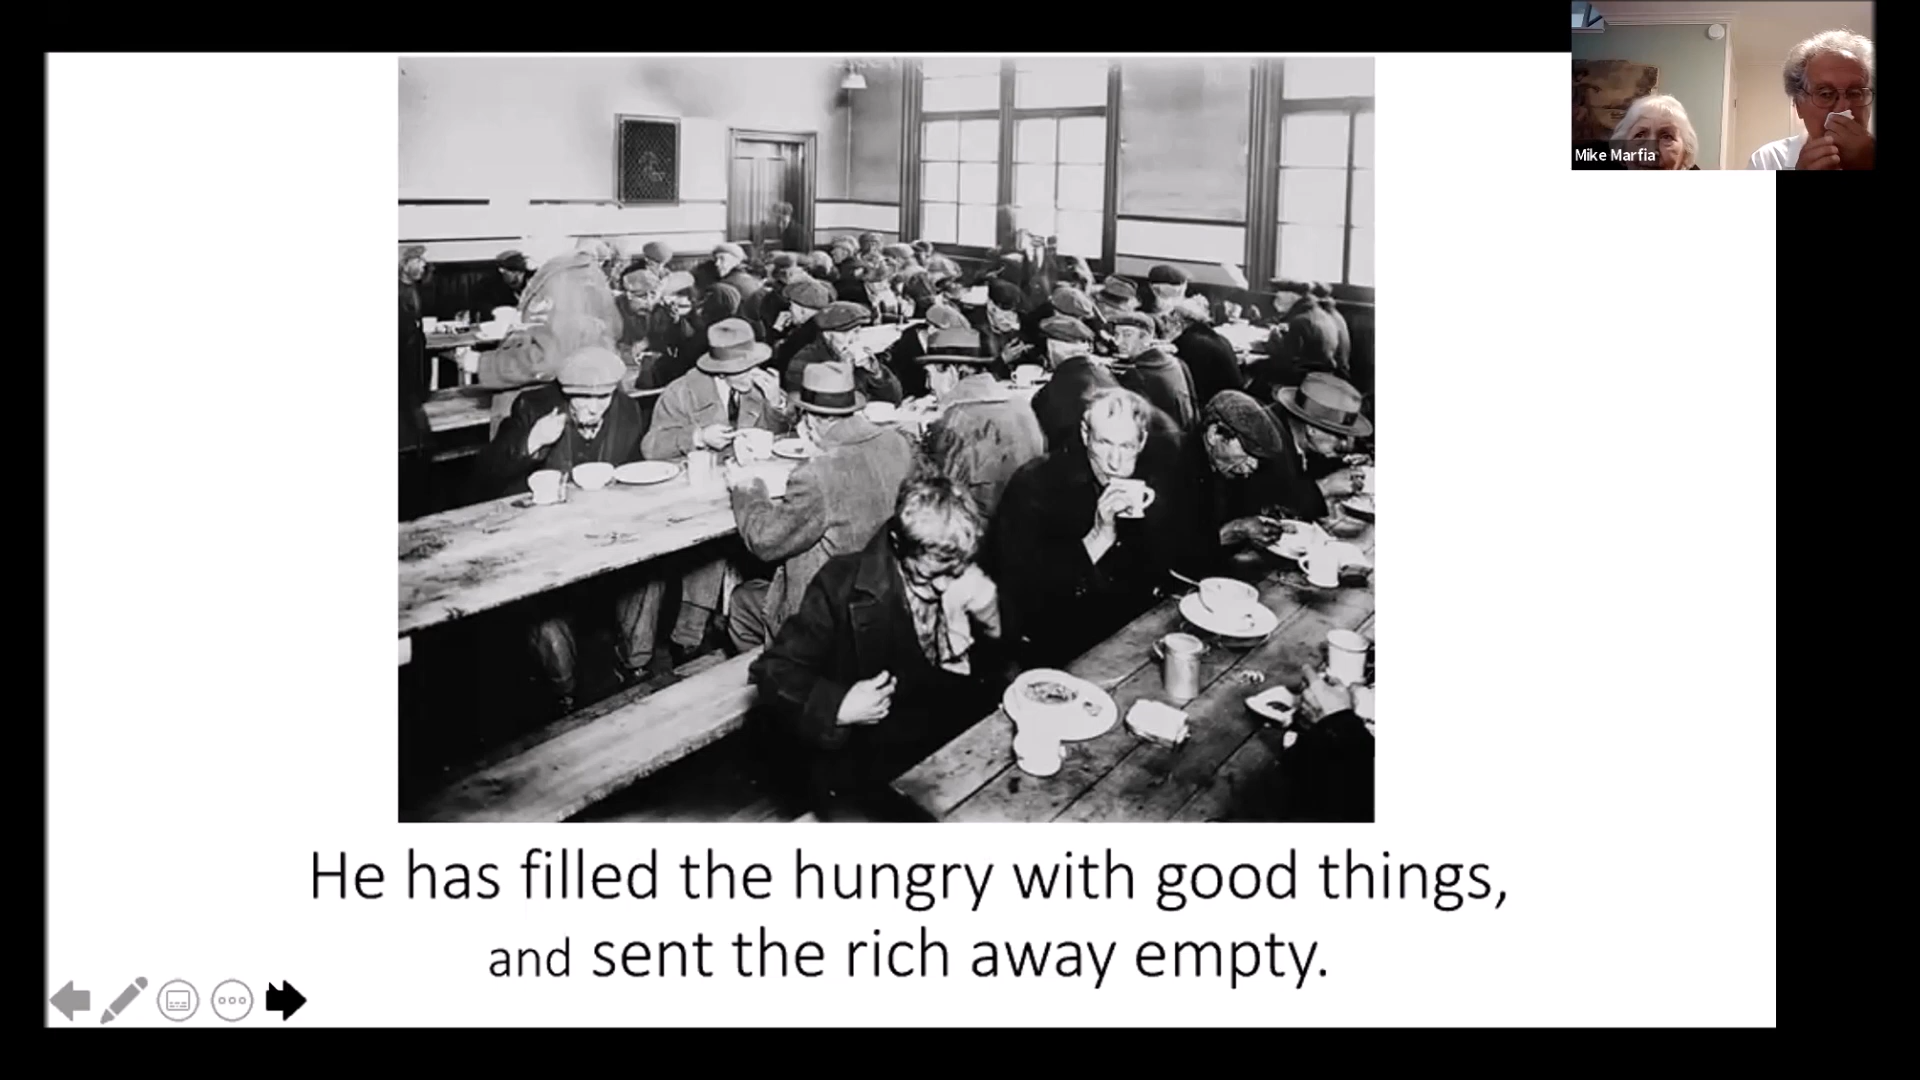 Mike Marfia
He has filled the hungry with good things,
and sent the rich away empty.